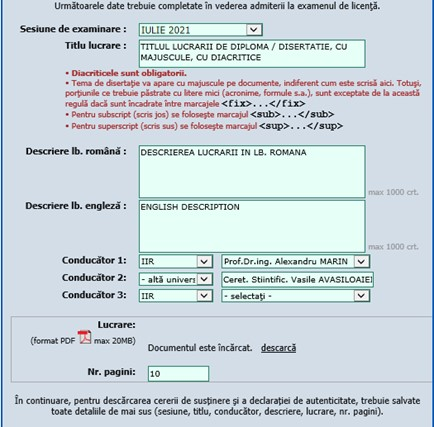 Următoarele date trebuie completate în vederea admiterii la examenul de licență.
Sesiune de examinare : IULIE 2021
Titlu lucrare : TITLUL LUCRARII DE DIPLOMA / DISERTATIE, CU
MAJUSCULE, CU DIACRITICE
• Diacriticele sunt obligatorii.
• Tema de disertație va apare cu majuscule pe documente, indiferent cum este scrisă aici. Totuși,
porțiunile ce trebuie păstrate cu litere mici (acronime, formule ș.a.), sunt exceptate de la această
regulă dacă sunt încadrate între marcajele <fix>...</fix>
• Pentru subscript (scris jos) se folosește marcajul <sub>...</sub>
• Pentru superscript (scris sus) se folosește marcajul <sup>...</sup>
Descriere lb. română : DESCRIEREA LUCRARII IN LB. ROMANA
max 1000 crt.
Descriere lb. engleză : ENGLISH DESCRIPTION
max 1000 crt.
Conducător 1: IIR Prof.Dr.ing. Alexandru MARIN
Conducător 2: - altă univers Ceret. Stiintific. Vasile AVASILOAIEI
Conducător 3: IIR - selectați -
Lucrare:
(format PDF max 20MB) Documentul este încărcat. descarcă
Nr. pagini: 10
În continuare, pentru descărcarea cererii de susținere și a declarației de autenticitate, trebuie salvate
toate detaliile de mai sus (sesiune, titlu, conducător, descriere, lucrare, nr. pagini).